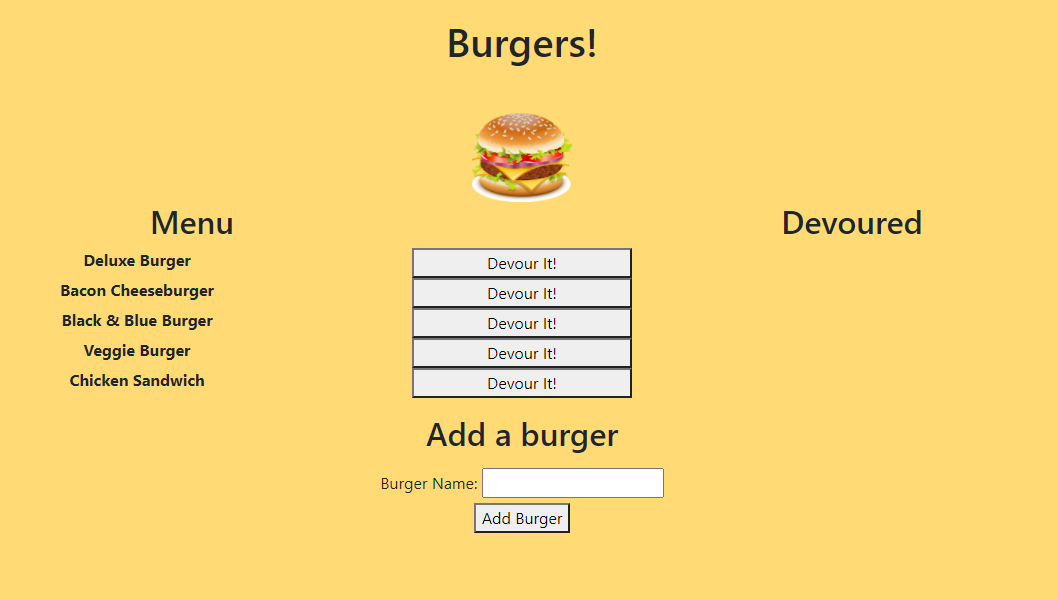 Burgers!
Menu
Devoured
Deluxe Burger
Devour It!
Bacon Cheeseburger
Devour It!
Black & Blue Burger
Devour It!
Veggie Burger
Devour It!
Chicken Sandwich
Devour It!
Add a burger
Burger Name:
Add Burger